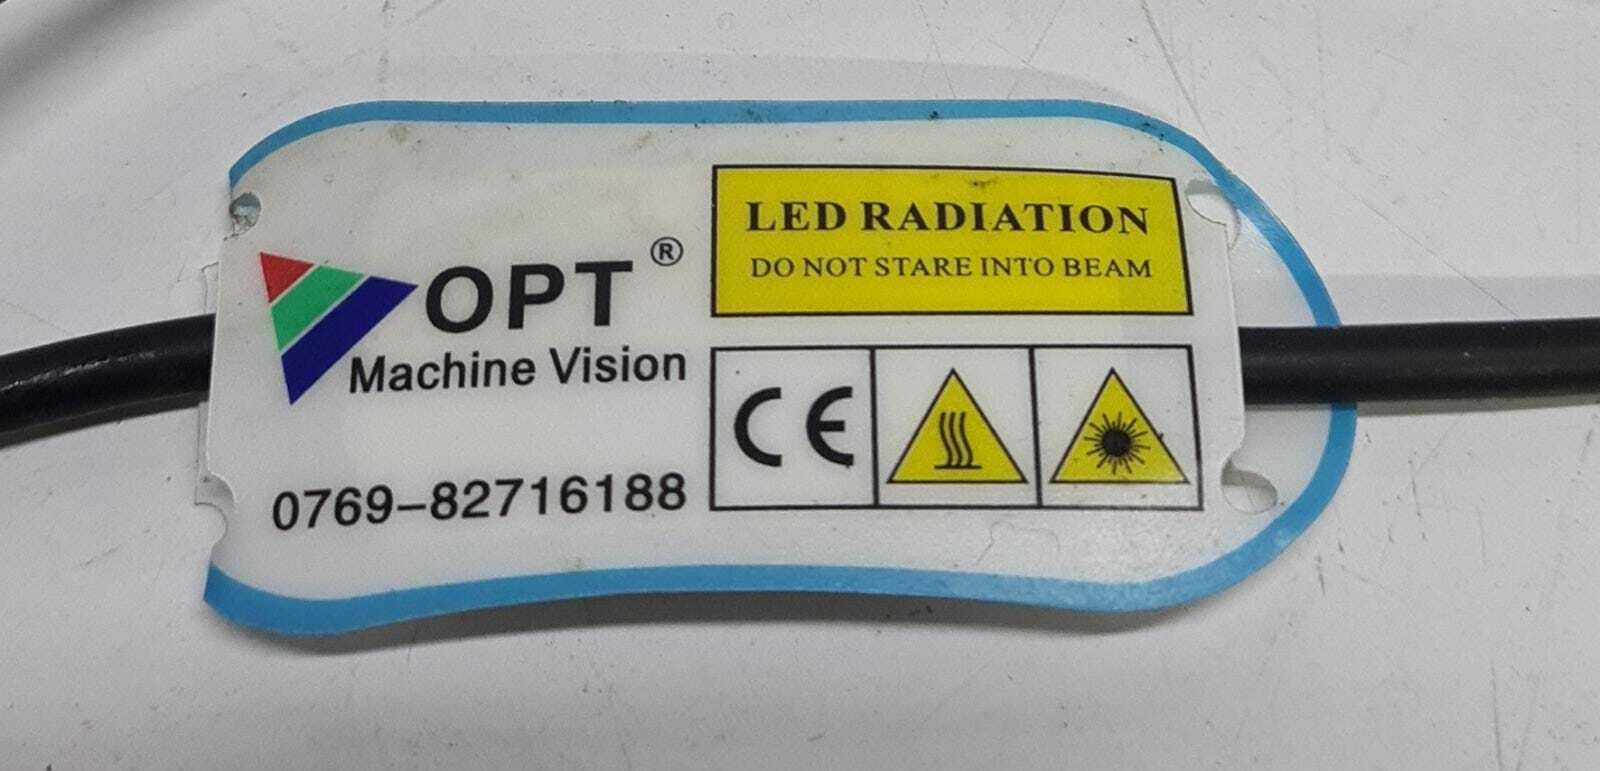 OPT®
Machine Vision
0769-82716188
LED RADIATION
DO NOT STARE INTO BEAM
CE